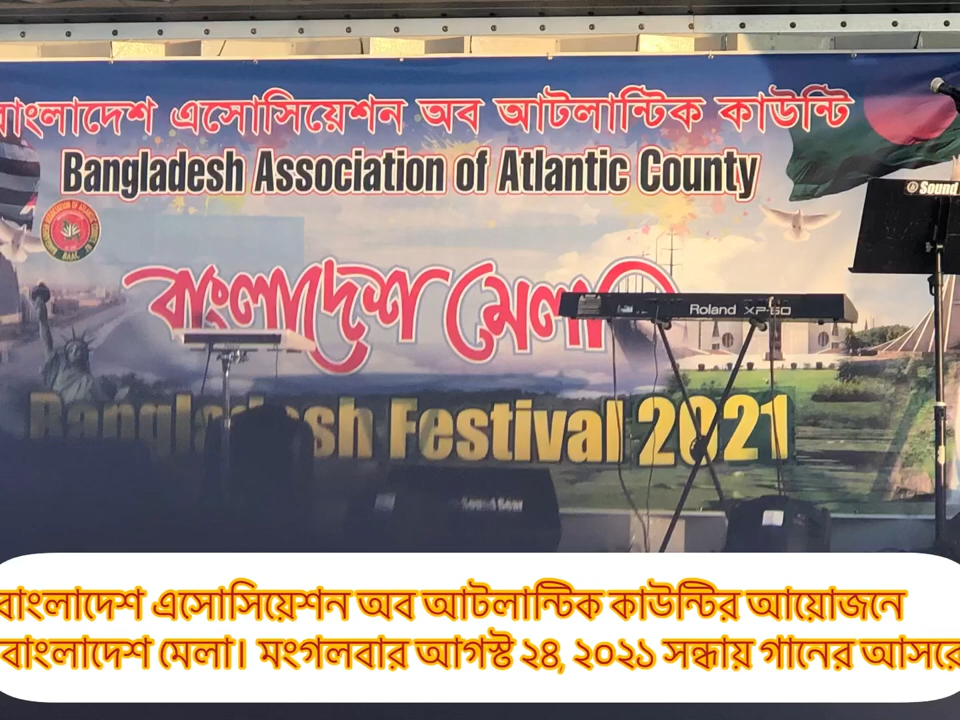 বাংলাদেশ এসোসিয়েশন অব আটলান্টিক কাউন্টি
Bangladesh Association of Atlantic County
বাংলাদেশ মেলা
Bangladesh Festival 2021
Roland XP-60
Sound
বাংলাদেশ এসোসিয়েশন অব আটলান্টিক কাউন্টির আয়োজনে
বাংলাদেশ মেলা। মংগলবার আগস্ট ২৪, ২০২১ সন্ধায় গানের আসরে